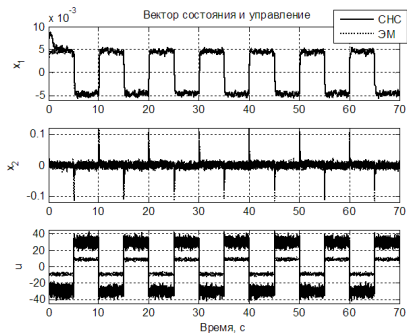 x 10⁻³
Вектор состояния и управление
СНС
ЭМ
10
5
0
-5
x₁
0 10 20 30 40 50 60 70
0.1
0
-0.1
x₂
0 10 20 30 40 50 60 70
40
20
0
-20
-40
u
0 10 20 30 40 50 60 70
Время, с